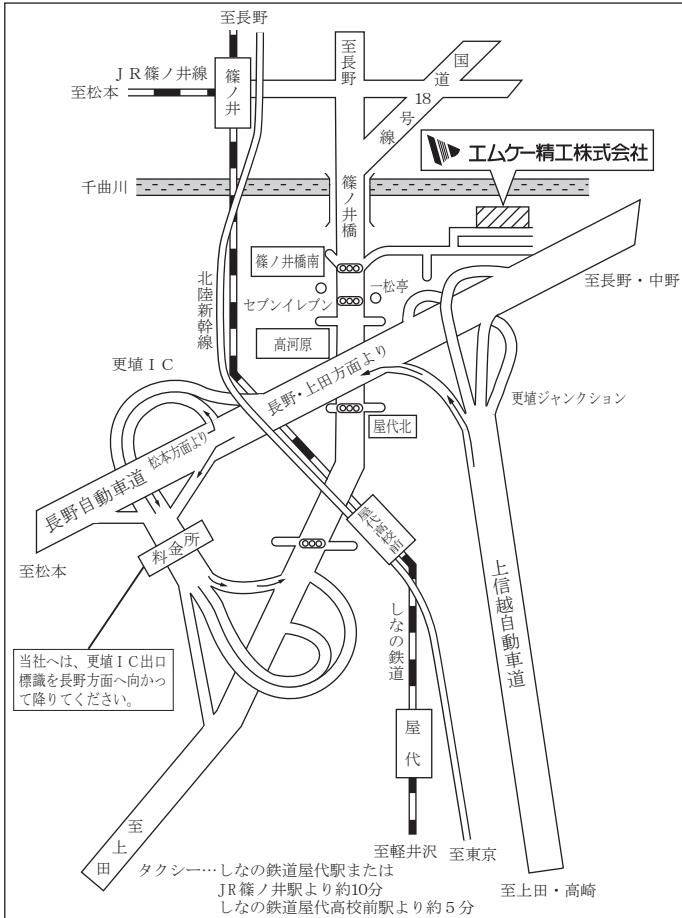 至長野
JR篠ノ井線
至松本
篠ノ井
至長野
国道
18
号線
エムケー精工株式会社
千曲川
篠ノ井橋
北陸新幹線
篠ノ井橋南
一松亭
セブンイレブン
高河原
至長野・中野
更埴IC
長野・上田方面より
更埴ジャンクション
屋代北
松本方面より
長野自動車道
至松本
料金所
屋代高校前
上信越自動車道
しなの鉄道
当社へは、更埴IC出口
標識を長野方面へ向かっ
て降りてください。
屋代
至上田
至軽井沢
至東京
至上田・高崎
タクシー…しなの鉄道屋代駅または
JR篠ノ井駅より約10分
しなの鉄道屋代高校前駅より約5分